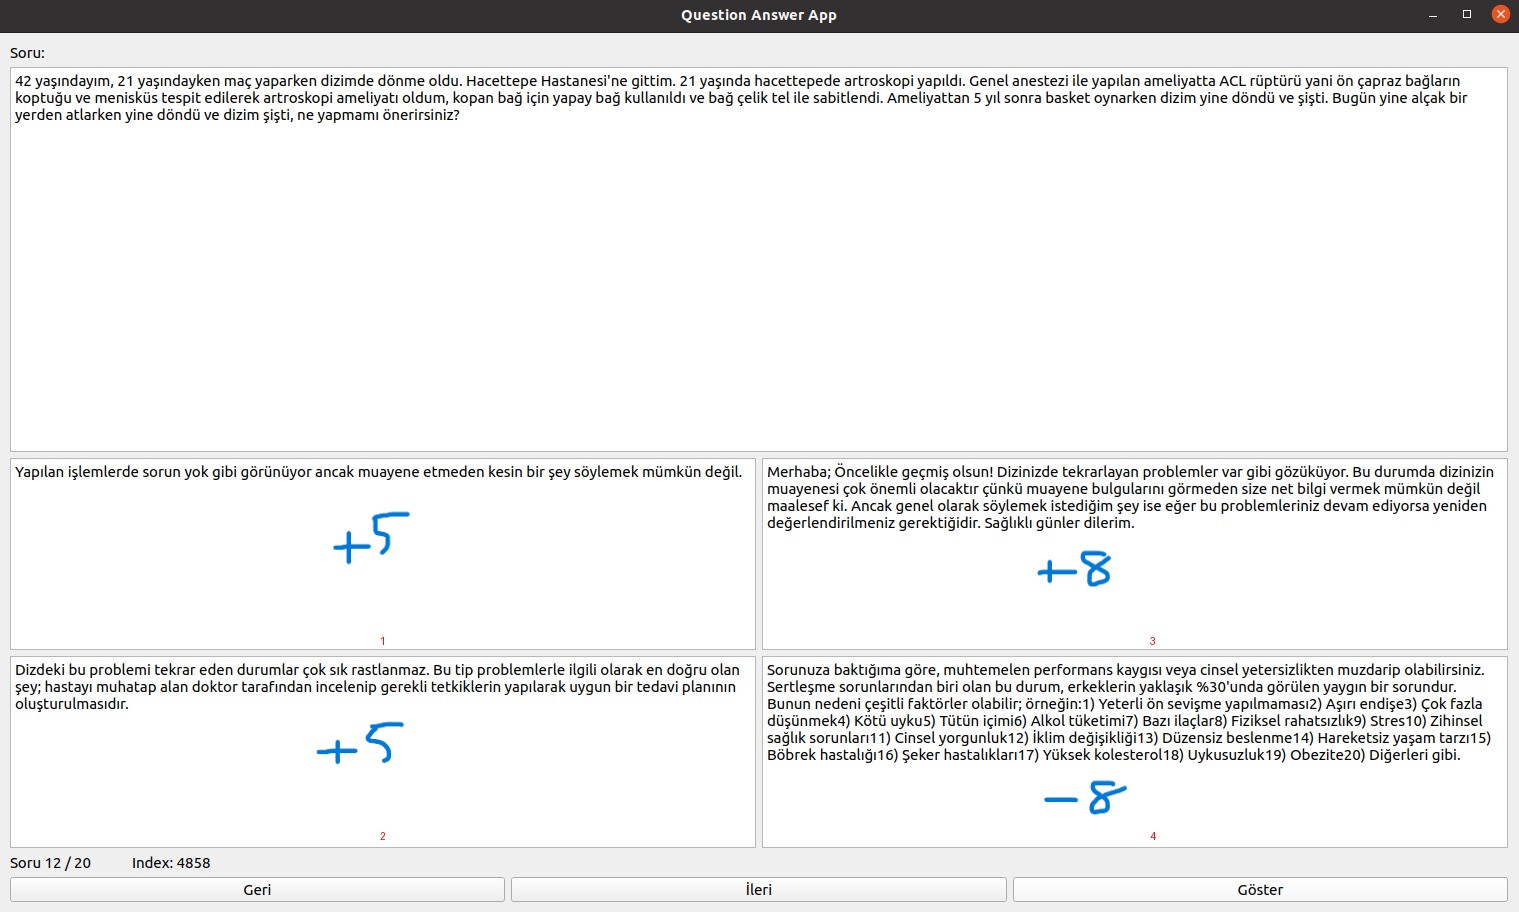 Question Answer App
Soru:
42 yaşındayım, 21 yaşındayken maç yaparken dizimde dönme oldu. Hacettepe Hastanesi'ne gittim. 21 yaşında hacettepede artroskopi yapıldı. Genel anestezi ile yapılan ameliyatta ACL rüptürü yani ön çapraz bağların
koptuğu ve menisküs tespit edilerek artroskopi ameliyatı oldum, kopan bağ için yapay bağ kullanıldı ve bağ çelik tel ile sabitlendi. Ameliyattan 5 yıl sonra basket oynarken dizim yine döndü ve şişti. Bugün yine alçak bir
yerden atlarken yine döndü ve dizim şişti, ne yapmamı önerirsiniz?
Yapılan işlemlerde sorun yok gibi görünüyor ancak muayene etmeden kesin bir şey söylemek mümkün değil.
+5
1
Merhaba; Öncelikle geçmiş olsun! Dizinizde tekrarlayan problemler var gibi gözüküyor. Bu durumda dizinizin
muayenesi çok önemli olacaktır çünkü muayene bulgularını görmeden size net bilgi vermek mümkün değil
maalesef ki. Ancak genel olarak söylemek istediğim şey ise eğer bu problemleriniz devam ediyorsa yeniden
değerlendirilmeniz gerektiğidir. Sağlıklı günler dilerim.
+8
3
Dizdeki bu problemi tekrar eden durumlar çok sık rastlanmaz. Bu tip problemlerle ilgili olarak en doğru olan
şey; hastayı muhatap alan doktor tarafından incelenip gerekli tetkiklerin yapılarak uygun bir tedavi planının
oluşturulmasıdır.
+5
2
Sorunuza baktığıma göre, muhtemelen performans kaygısı veya cinsel yetersizlikten muzdarip olabilirsiniz.
Sertleşme sorunlarından biri olan bu durum, erkeklerin yaklaşık %30'unda görülen yaygın bir sorundur.
Bunun nedeni çeşitli faktörler olabilir; örneğin:1) Yeterli ön sevişme yapılmaması2) Aşırı endişe3) Çok fazla
düşünmek4) Kötü uyku5) Tütün içimi6) Alkol tüketimi7) Bazı ilaçlar8) Fiziksel rahatsızlık9) Stres10) Zihinsel
sağlık sorunları11) Cinsel yorgunluk12) İklim değişikliği13) Düzensiz beslenme14) Hareketsiz yaşam tarzı15)
Böbrek hastalığı16) Şeker hastalıkları17) Yüksek kolesterol18) Uykusuzluk19) Obezite20) Diğerleri gibi.
-8
4
Soru 12 / 20 Index: 4858
Geri İleri Göster